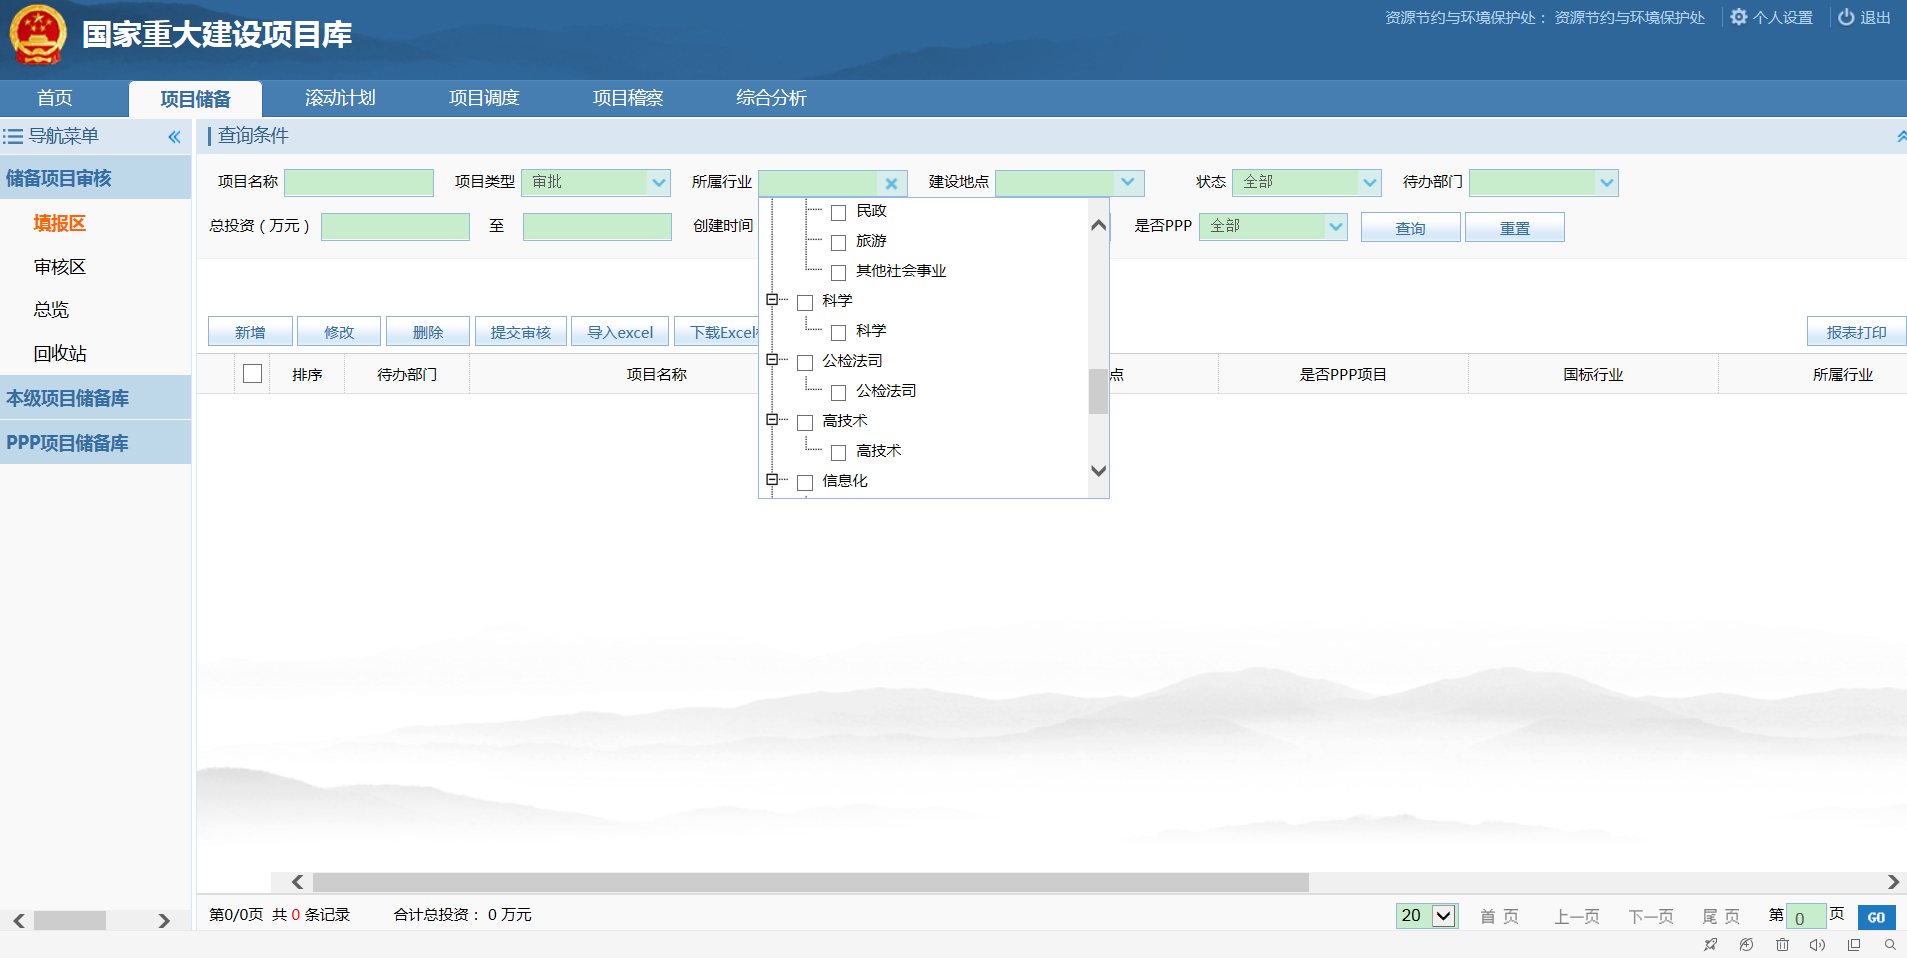 国家重大建设项目库
资源节约与环境保护处： 资源节约与环境保护处 个人设置 退出
首页 项目储备 滚动计划 项目调度 项目稽察 综合分析
导航菜单
储备项目审核
填报区
审核区
总览
回收站
本级项目储备库
PPP项目储备库
查询条件
项目名称 项目类型 审批 所属行业 建设地点 状态 全部 待办部门
总投资（万元） 至 创建时间 是否PPP 全部 查询 重置
民政
旅游
其他社会事业
科学
科学
公检法司
公检法司
高技术
高技术
信息化
新增 修改 删除 提交审核 导入excel 下载Excel 报表打印
排序 待办部门 项目名称 点 是否PPP项目 国标行业 所属行业
第0/0页 共 0 条记录 合计总投资： 0 万元 20 首 页 上一页 下一页 尾 页 第 0 页 GO